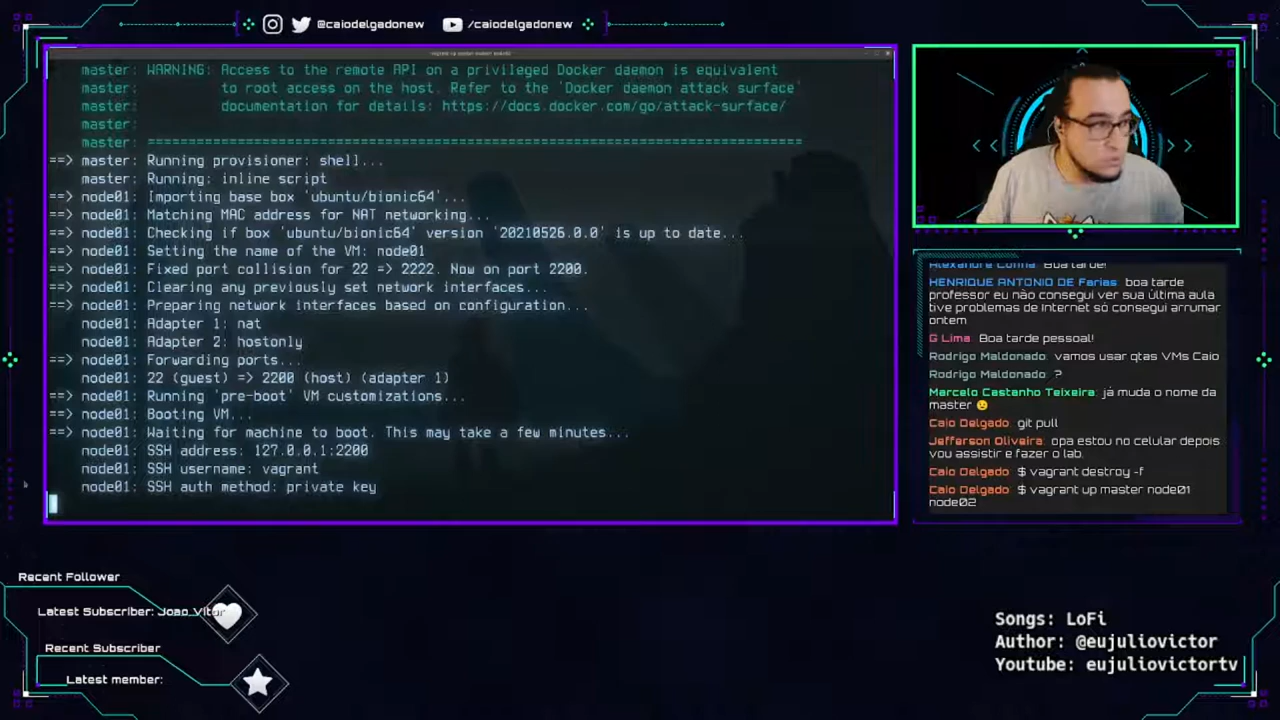 @caiodelgadonew
/caiodelgadonew
master: WARNING: Access to the remote API on a privileged Docker daemon is equivalent
master: to root access on the host. Refer to the 'Docker daemon attack surface'
master: documentation for details: https://docs.docker.com/go/attack-surface/
master:
master: ================================================================================
==> master: Running provisioner: shell...
master: Running: inline script
==> node01: Importing base box 'ubuntu/bionic64'...
==> node01: Matching MAC address for NAT networking...
==> node01: Checking if box 'ubuntu/bionic64' version '20210526.0.0' is up to date...
==> node01: Setting the name of the VM: node01
==> node01: Fixed port collision for 22 => 2222. Now on port 2200.
==> node01: Clearing any previously set network interfaces...
==> node01: Preparing network interfaces based on configuration...
node01: Adapter 1: nat
node01: Adapter 2: hostonly
==> node01: Forwarding ports...
node01: 22 (guest) => 2200 (host) (adapter 1)
==> node01: Running 'pre-boot' VM customizations...
==> node01: Booting VM...
==> node01: Waiting for machine to boot. This may take a few minutes...
node01: SSH address: 127.0.0.1:2200
node01: SSH username: vagrant
node01: SSH auth method: private key
Boa tarde!
HENRIQUE ANTONIO DE Farias boa tarde
professor eu não consegui ver sua última aula
tive problemas de Internet só consegui arrumar
ontem
G Lima: Boa tarde pessoal!
Rodrigo Maldonado: vamos usar qtas VMs Caio
Rodrigo Maldonado: ?
Marcelo Castanho Teixeira: já muda o nome da
master 😉
Caio Delgado: git pull
Jefferson Oliveira: opa estou no celular depois
vou assistir e fazer o lab.
Caio Delgado: $ vagrant destroy -f
Caio Delgado: $ vagrant up master node01
node02
Recent Follower
Latest Subscriber: Joao Vitor
Recent Subscriber
Latest member:
Songs: LoFi
Author: @eujuliovictor
Youtube: eujuliovictortv